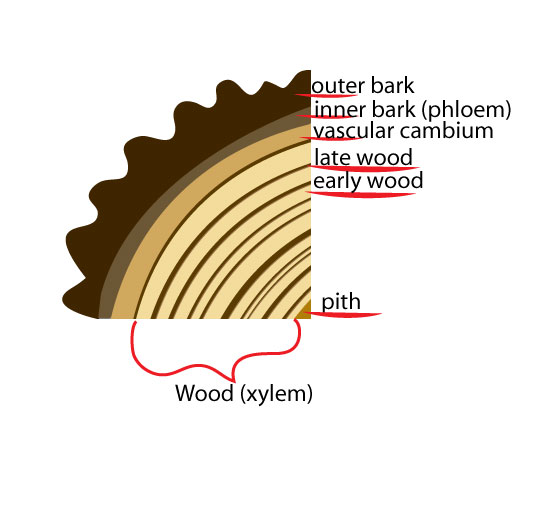 outer bark
inner bark (phloem)
vascular cambium
late wood
early wood
pith
Wood (xylem)